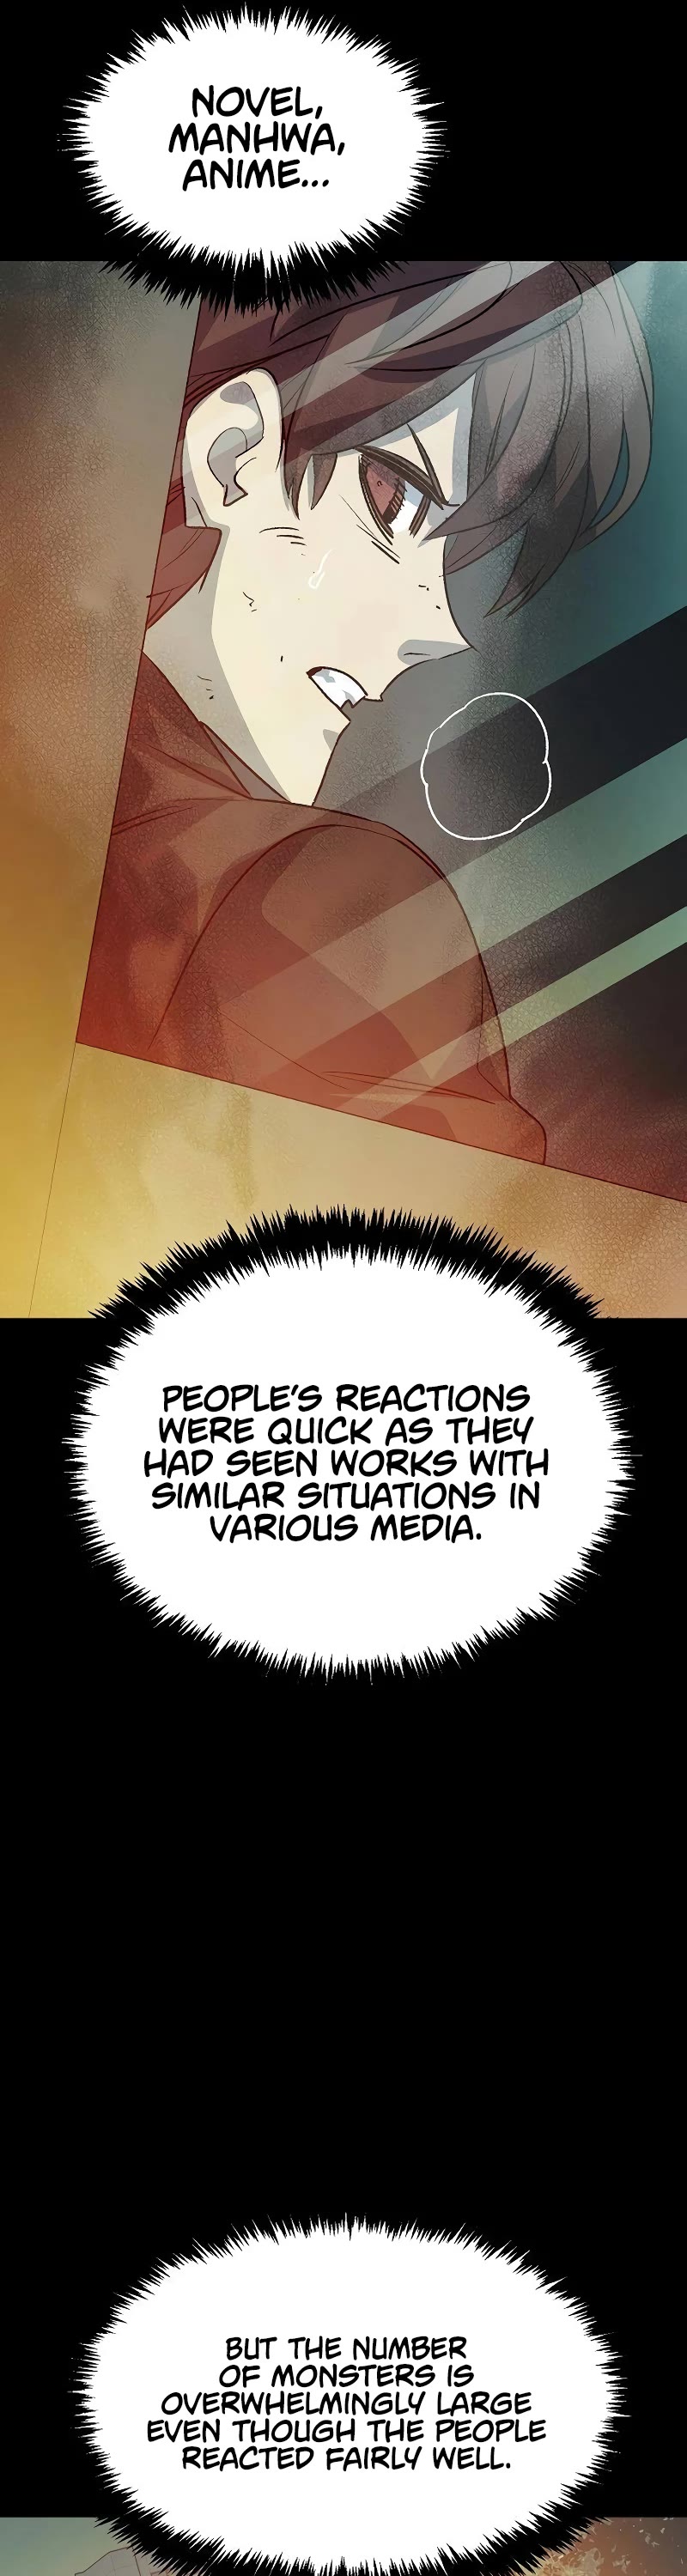 NOVEL,
MANHWA,
ANIME...
PEOPLE'S REACTIONS
WERE QUICK AS THEY
HAD SEEN WORKS WITH
SIMILAR SITUATIONS IN
VARIOUS MEDIA.
BUT THE NUMBER
OF MONSTERS IS
OVERWHELMINGLY LARGE
EVEN THOUGH THE PEOPLE
REACTED FAIRLY WELL.